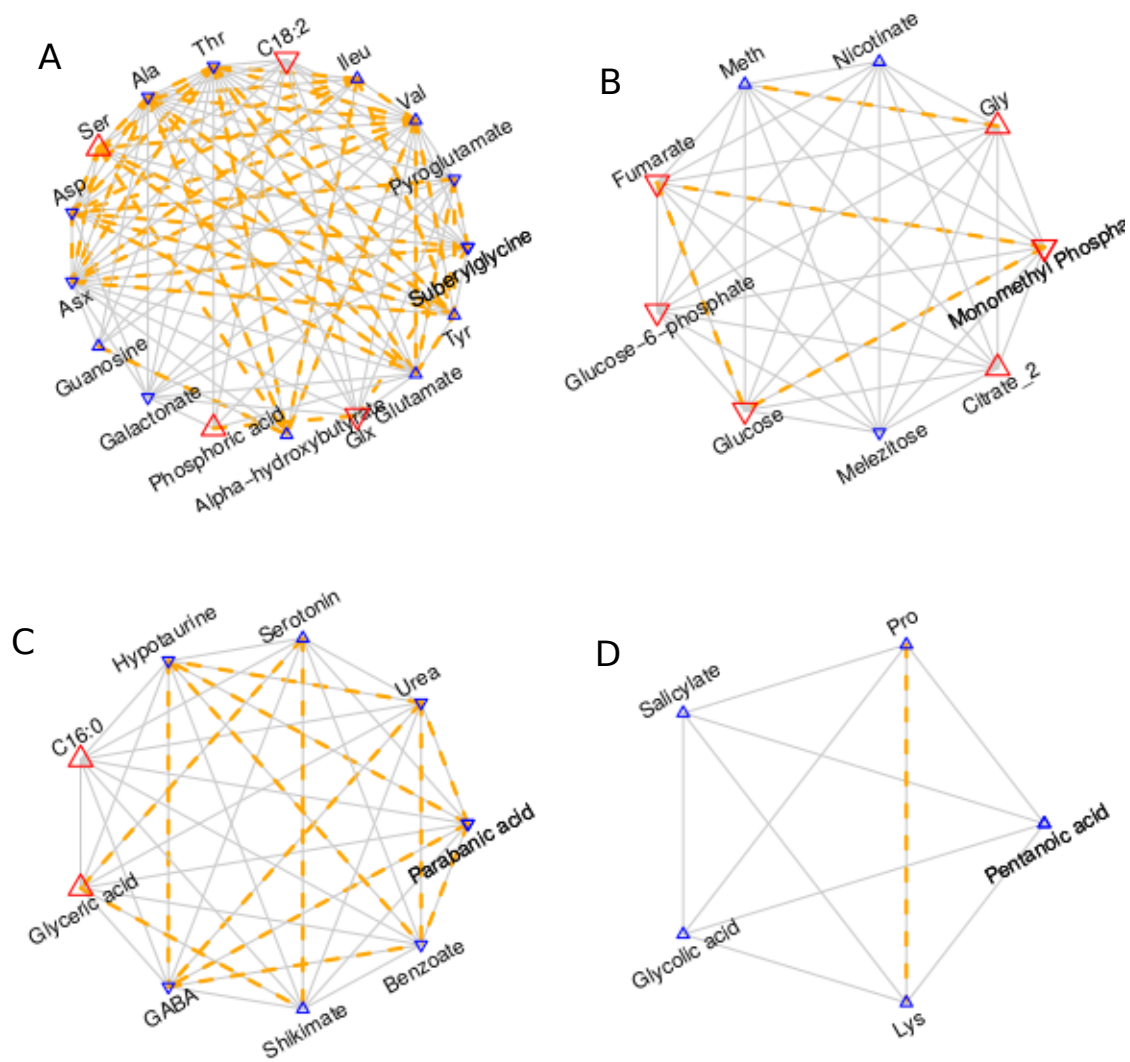 A
Thr
C18:2
Ileu
Ala
Val
Ser
Pyroglutamate
Asp
Suberylglycine
Asx
Tyr
Guanosine
Glutamate
Galactonate
Glx
Phosphoric acid
Alpha−hydroxybutyrate
B
Meth
Nicotinate
Gly
Fumarate
Monomethyl Phospha
Glucose−6−phosphate
Citrate_2
Glucose
Melezitose
C
Serotonin
Hypotaurine
Urea
C16:0
Parabanic acid
Glyceric acid
Benzoate
GABA
Shikimate
D
Pro
Salicylate
Pentanoic acid
Glycolic acid
Lys